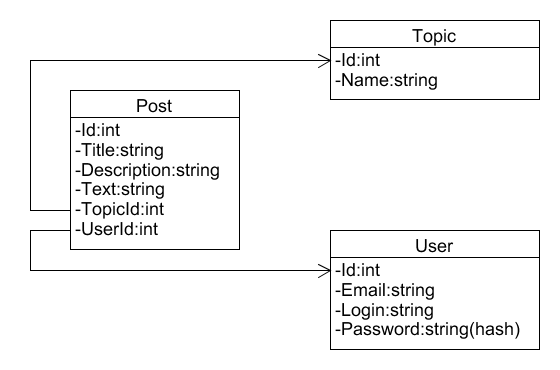 Topic
-Id:int
-Name:string
Post
-Id:int
-Title:string
-Description:string
-Text:string
-TopicId:int
-UserId:int
User
-Id:int
-Email:string
-Login:string
-Password:string(hash)